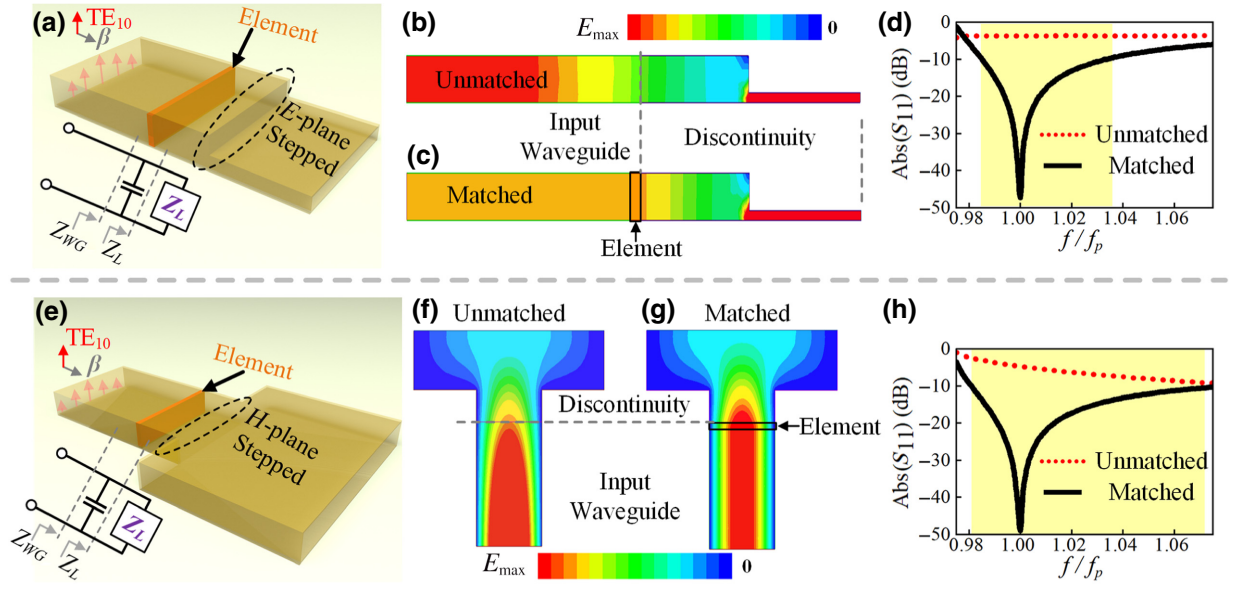 (a)
TE10
β
Element
E-plane
Stepped
ZL
ZWG
ZL
(b)
Emax
0
Unmatched
Input
Waveguide
Discontinuity
(c)
Matched
Element
(d)
Abs(S11) (dB)
0
−10
−20
−30
−40
−50
Unmatched
Matched
0.98 1.00 1.02 1.04 1.06
f / fp
(e)
TE10
β
Element
H-plane
Stepped
ZL
ZWG
ZL
(f)
Unmatched
(g)
Matched
Discontinuity
Element
Input
Waveguide
Emax
0
(h)
Abs(S11) (dB)
0
−10
−20
−30
−40
−50
Unmatched
Matched
0.98 1.00 1.02 1.04 1.06
f / fp